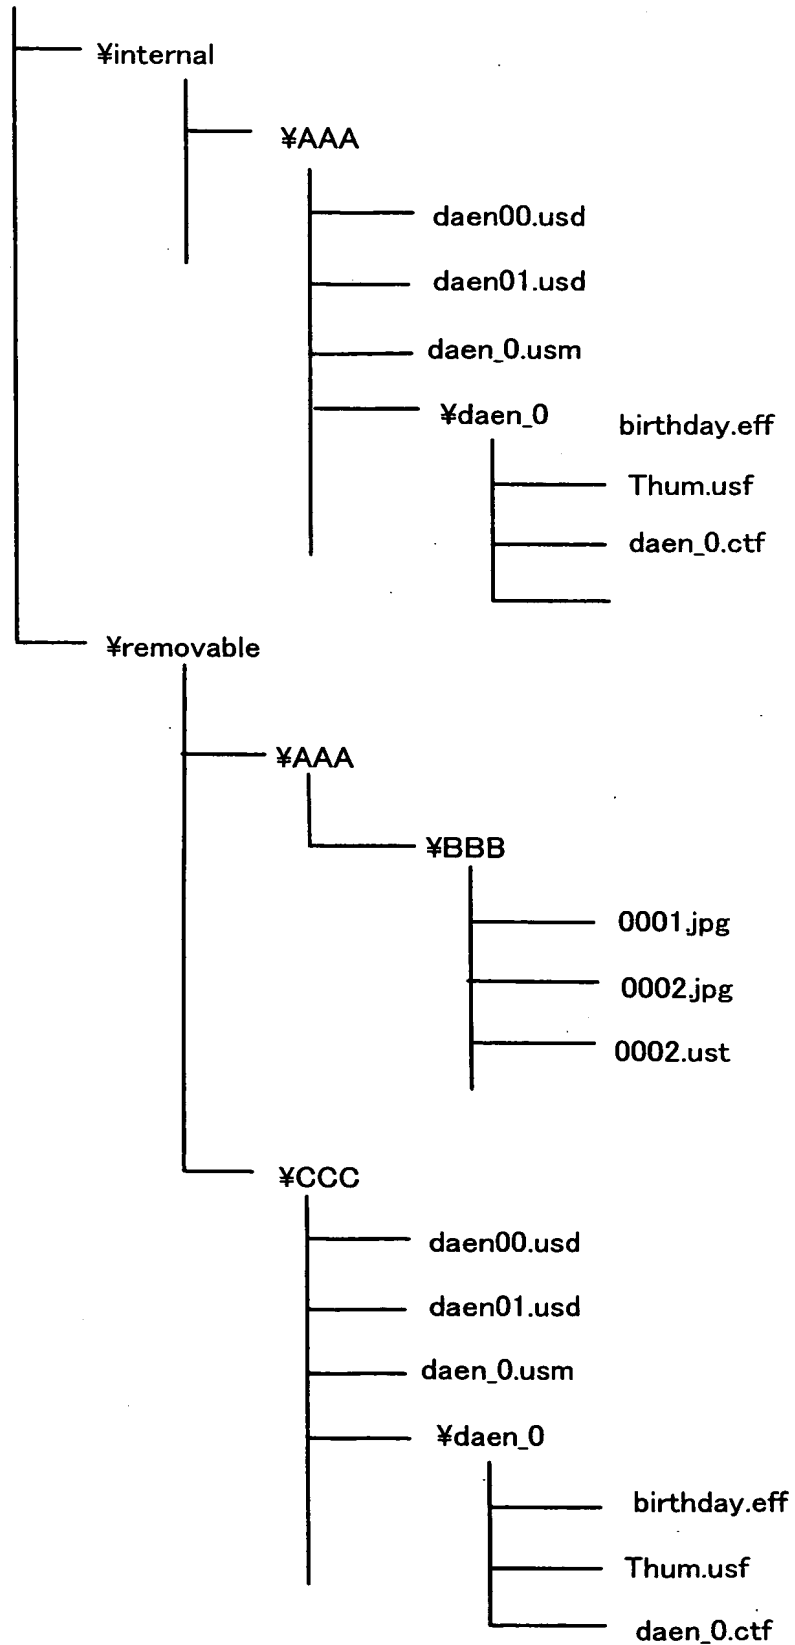 ¥internal
¥AAA
daen00.usd
daen01.usd
daen_0.usm
¥daen_0
birthday.eff
Thum.usf
daen_0.ctf
¥removable
¥AAA
¥BBB
0001.jpg
0002.jpg
0002.ust
¥CCC
daen00.usd
daen01.usd
daen_0.usm
¥daen_0
birthday.eff
Thum.usf
daen_0.ctf